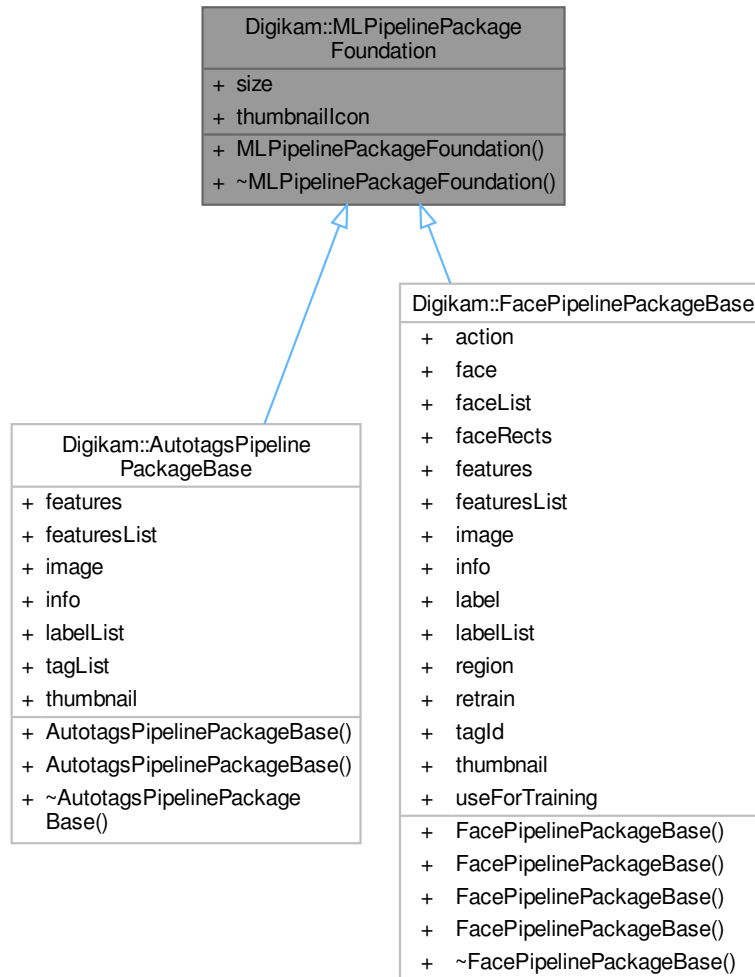 Digikam::MLPipelinePackage
Foundation
+ size
+ thumbnailIcon
+ MLPipelinePackageFoundation()
+ ~MLPipelinePackageFoundation()
Digikam::AutotagsPipeline
PackageBase
+ features
+ featuresList
+ image
+ info
+ labelList
+ tagList
+ thumbnail
+ AutotagsPipelinePackageBase()
+ AutotagsPipelinePackageBase()
+ ~AutotagsPipelinePackage
Base()
Digikam::FacePipelinePackageBase
+ action
+ face
+ faceList
+ faceRects
+ features
+ featuresList
+ image
+ info
+ label
+ labelList
+ region
+ retrain
+ tagId
+ thumbnail
+ useForTraining
+ FacePipelinePackageBase()
+ FacePipelinePackageBase()
+ FacePipelinePackageBase()
+ FacePipelinePackageBase()
+ ~FacePipelinePackageBase()